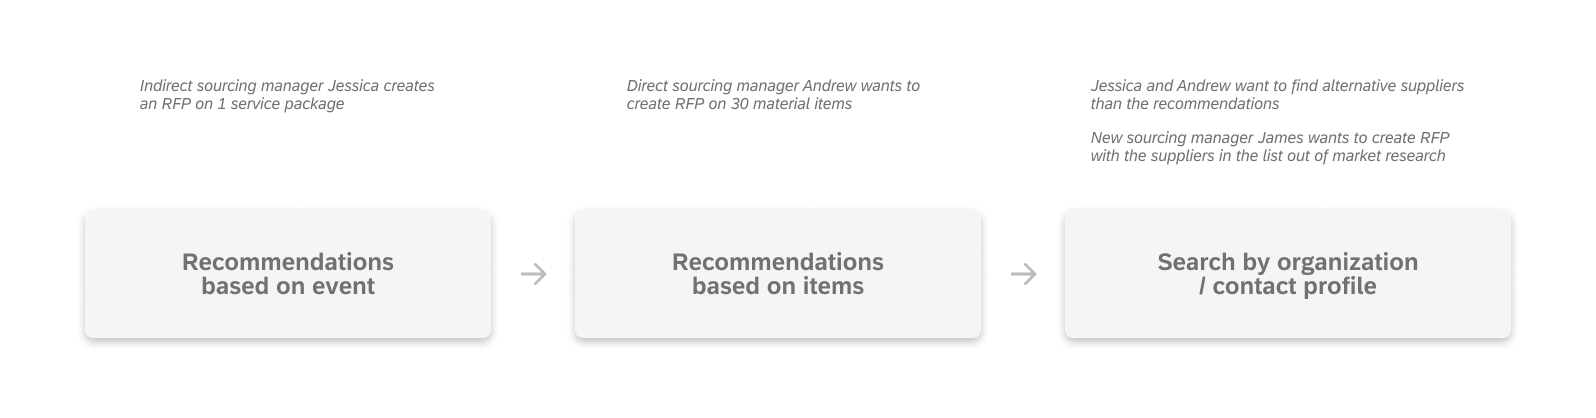 Indirect sourcing manager Jessica creates
an RFP on 1 service package
Direct sourcing manager Andrew wants to
create RFP on 30 material items
Jessica and Andrew want to find alternative suppliers
than the recommendations
New sourcing manager James wants to create RFP
with the suppliers in the list out of market research
Recommendations
based on event
Recommendations
based on items
Search by organization
/ contact profile